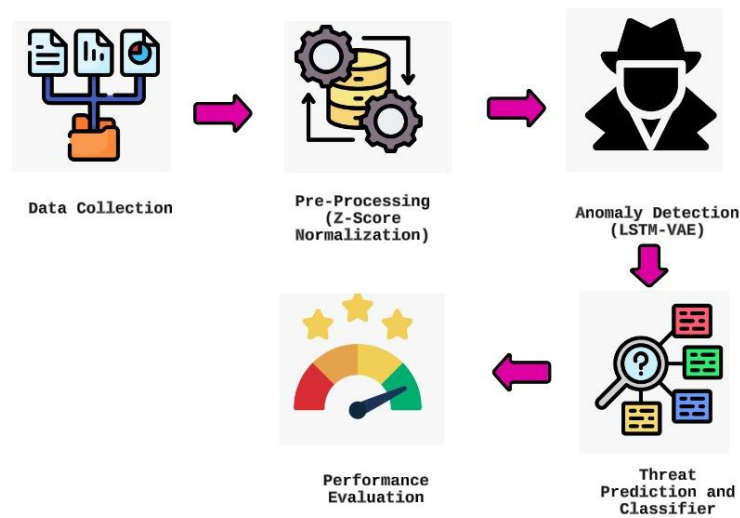 Data Collection
Pre-Processing
(Z-Score
Normalization)
Anomaly Detection
(LSTM-VAE)
?
Threat
Prediction and
Classifier
Performance
Evaluation